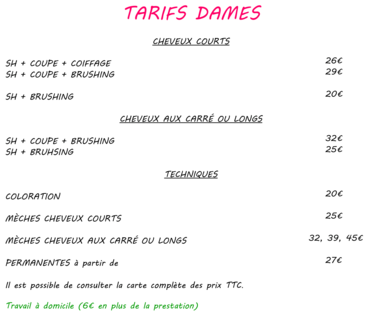 TARIFS DAMES
CHEVEUX COURTS
SH + COUPE + COIFFAGE 26€
SH + COUPE + BRUSHING 29€
SH + BRUSHING 20€
CHEVEUX AUX CARRÉ OU LONGS
SH + COUPE + BRUSHING 32€
SH + BRUHSING 25€
TECHNIQUES
COLORATION 20€
MÈCHES CHEVEUX COURTS 25€
MÈCHES CHEVEUX AUX CARRÉ OU LONGS 32, 39, 45€
PERMANENTES à partir de 27€
Il est possible de consulter la carte complète des prix TTC.
Travail à domicile (6€ en plus de la prestation)